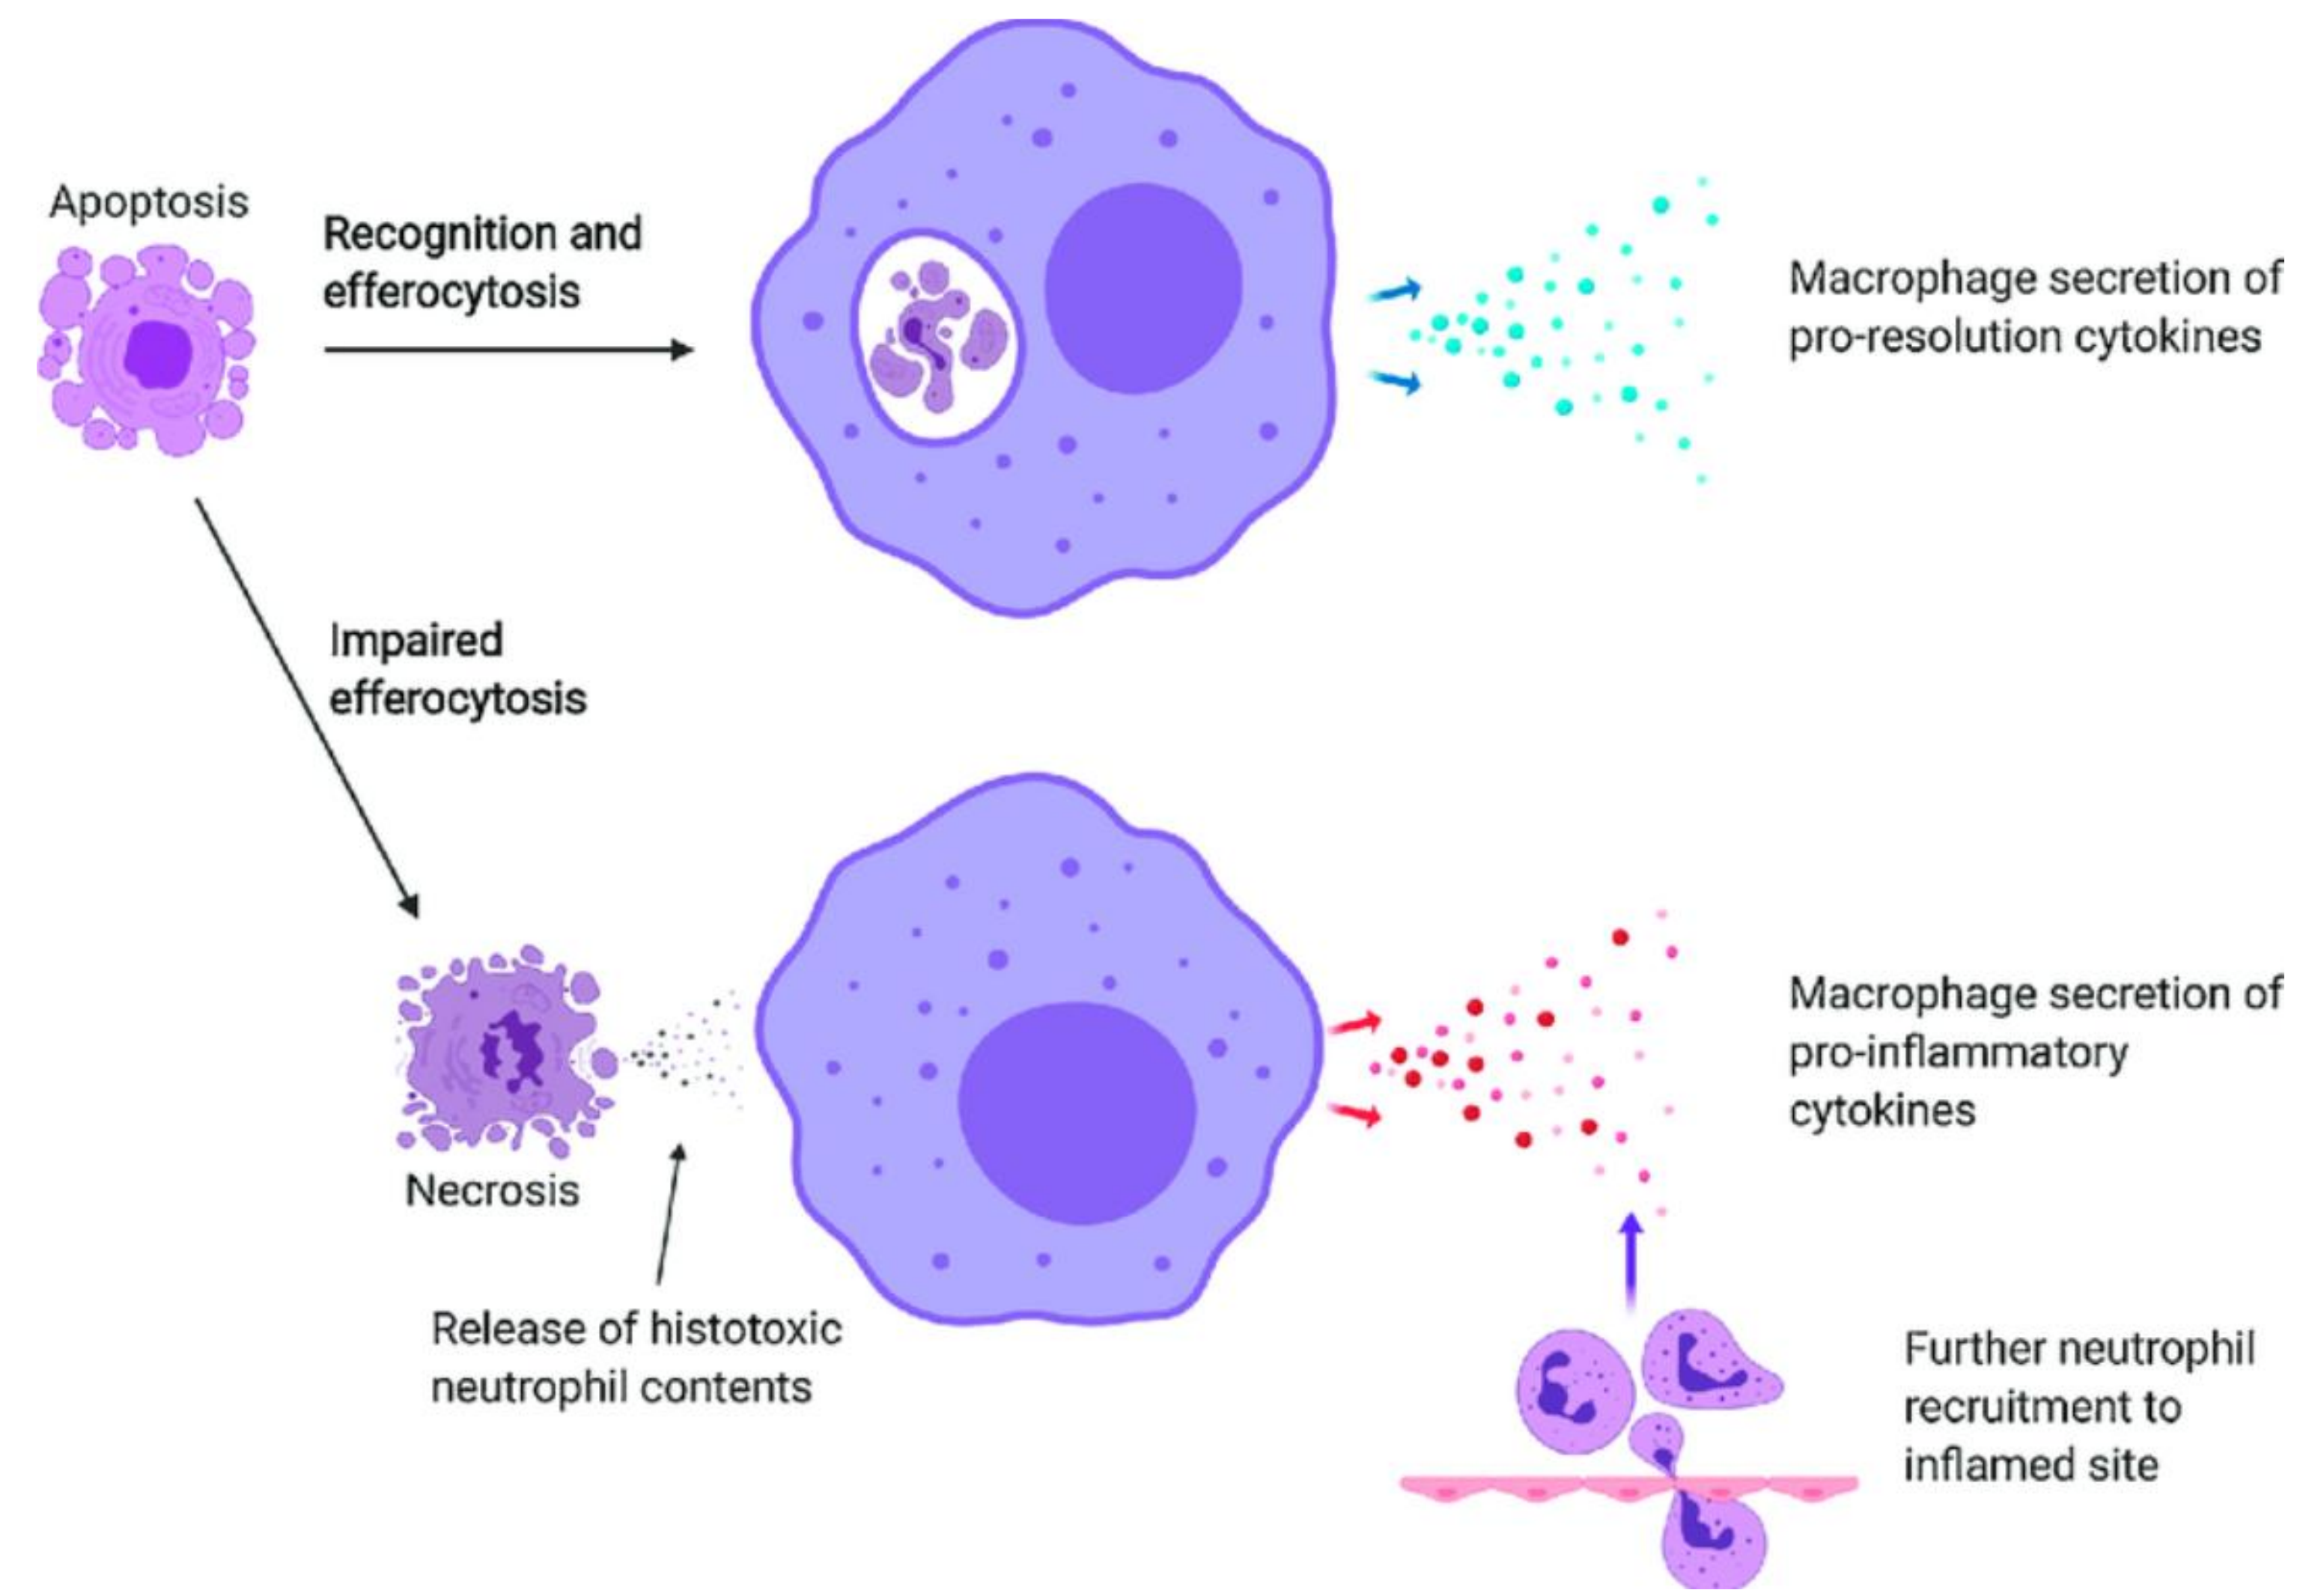 Apoptosis
Recognition and
efferocytosis
Macrophage secretion of
pro-resolution cytokines
Impaired
efferocytosis
Necrosis
Release of histotoxic
neutrophil contents
Macrophage secretion of
pro-inflammatory
cytokines
Further neutrophil
recruitment to
inflamed site